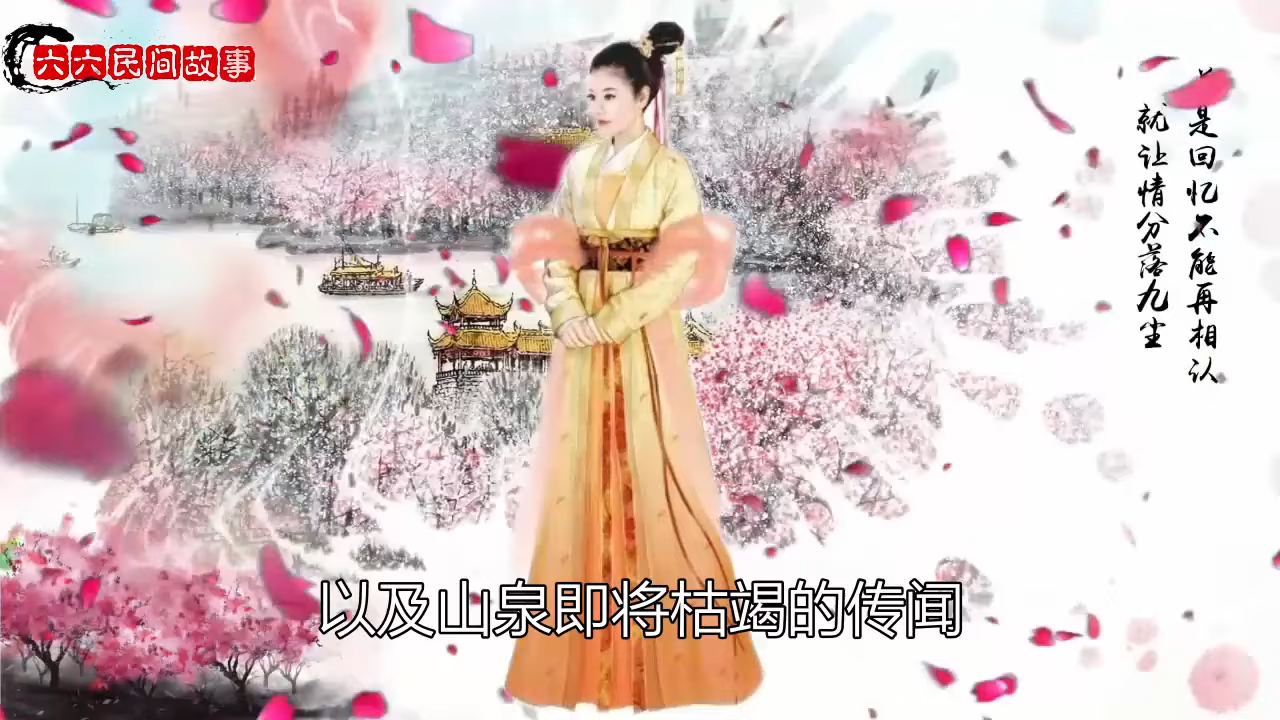 六六民间故事
是回忆不能再相认
就让情分落九尘
以及山泉即将枯竭的传闻